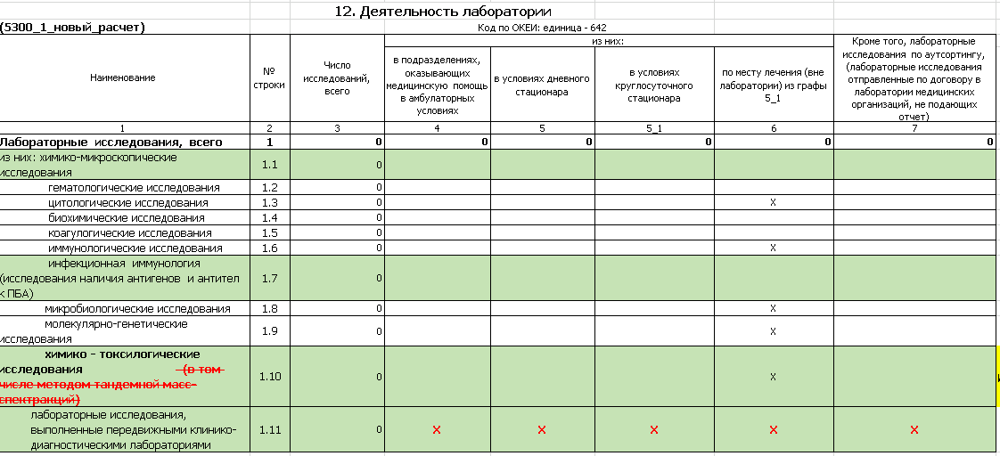 12. Деятельность лаборатории
(5300_1_новый_расчет)
Код по ОКЕИ: единица - 642
Наименование
№
строки
Число
исследований,
всего
из них:
в подразделениях,
оказывающих
медицинскую помощь
в амбулаторных
условиях
в условиях дневного
стационара
в условиях
круглосуточного
стационара
по месту лечения (вне
лаборатории) из графы
5_1
Кроме того, лабораторные
исследования по аутсортингу,
(лабораторные исследования
отправленные по договору в
лаборатории медицинских
организаций, не подающих
отчет)
1 2 3 4 5 5_1 6 7
Лабораторные исследования, всего 1 0 0 0 0 0 0
из них: химико-микроскопические
исследования 1.1 0
гематологические исследования 1.2 0
цитологические исследования 1.3 0 X
биохимические исследования 1.4 0
коагулогические исследования 1.5 0
иммунологические исследования 1.6 0 X
инфекционная иммунология
(исследования наличия антигенов и антител
к ПБА) 1.7 0
микробиологические исследования 1.8 0 X
молекулярно-генетические
исследования 1.9 0 X
химико - токсилогические
исследования (в том
числе методом тандемной масс-
спектракций) 1.10 0 X
лабораторные исследования,
выполненные передвижными клинико-
диагностическими лабораториями 1.11 0 X X X X X